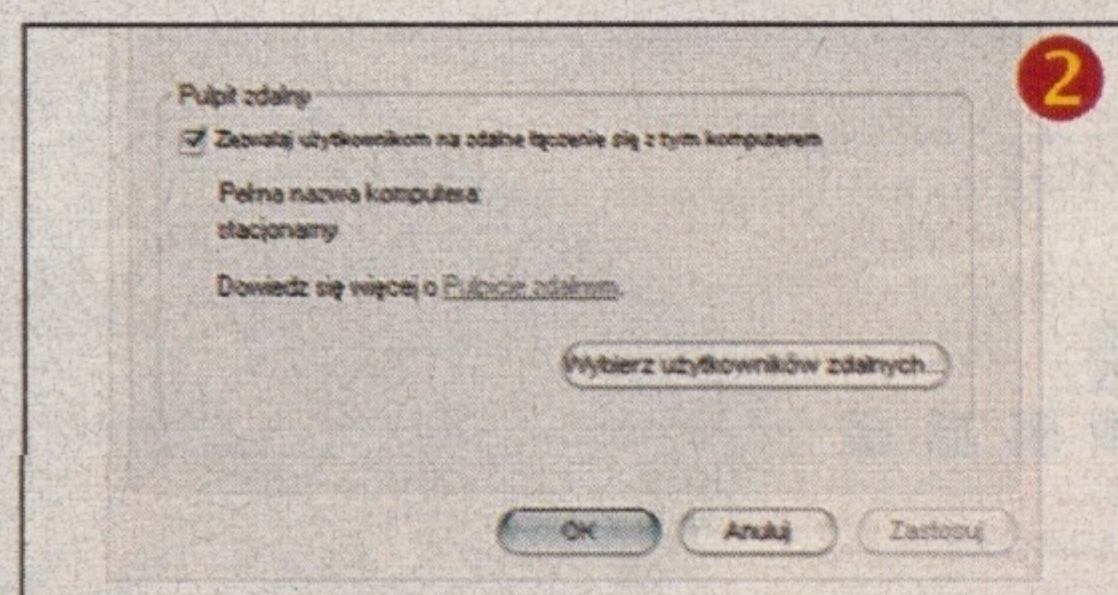 2
Pulpit zdalny
Zezwalaj użytkownikom na zdalne łączenie się z tym komputerem
Pełna nazwa komputera:
stacjonarny
Dowiedz się więcej o Pulpicie zdalnym.
Wybierz użytkowników zdalnych...
OK Anuluj Zastosuj